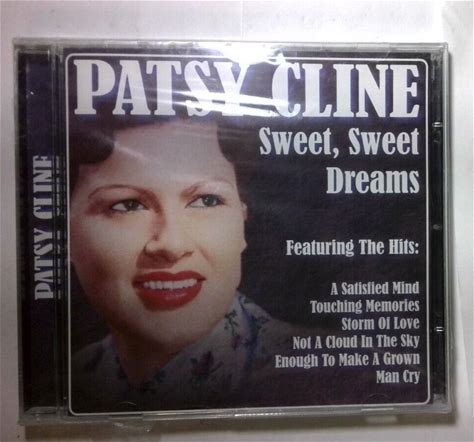 PATSY CLINE
Sweet, Sweet
Dreams
Featuring The Hits:
A Satisfied Mind
Touching Memories
Storm Of Love
Not A Cloud In The Sky
Enough To Make A Grown
Man Cry
PATSY CLINE